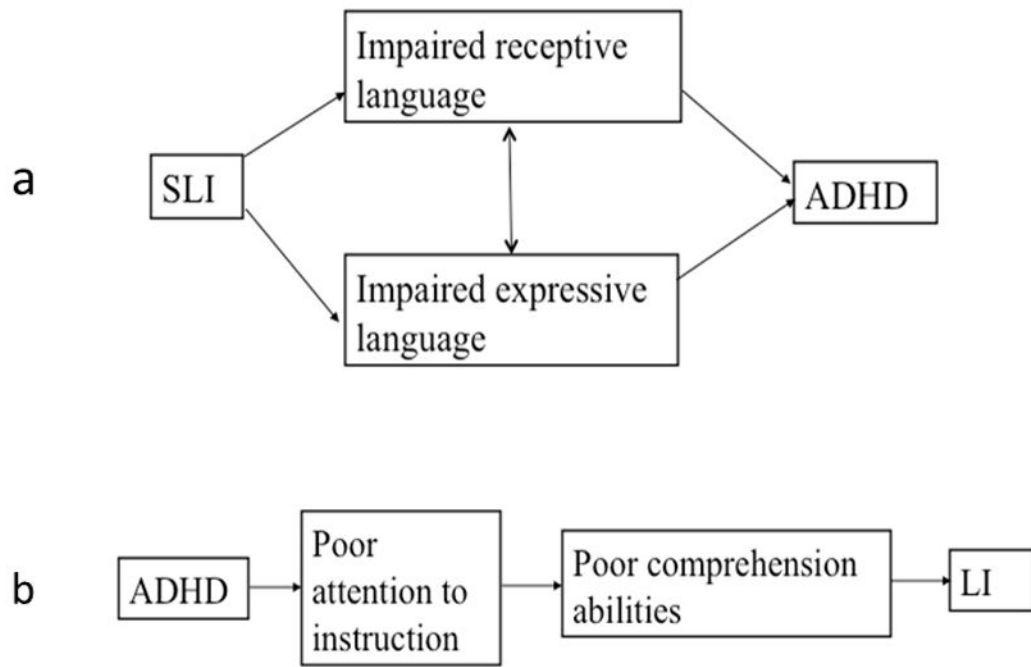 a
Impaired receptive
language
SLI
ADHD
Impaired expressive
language
b
ADHD
Poor
attention to
instruction
Poor comprehension
abilities
LI